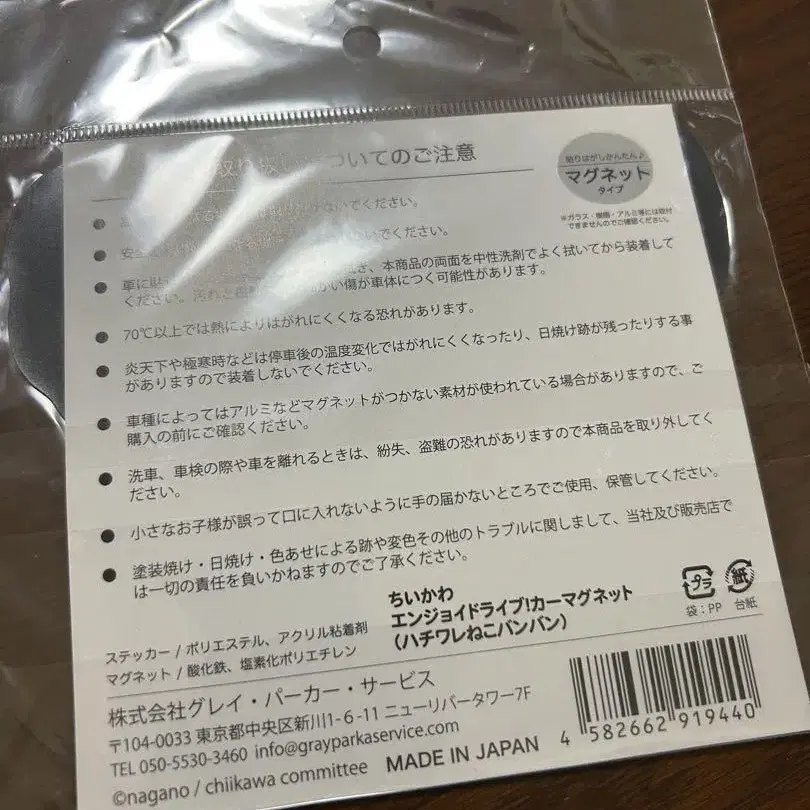 ついてのご注意
貼りはがしかんたん♪
マグネット
タイプ
※ガラス・樹脂・アルミ等には取付
できませんのでご確認ください。
ないでください。
いでください。
車に貼 き、本商品の両面を中性洗剤でよく拭いてから装着して
ください。汚れ 傷が車体につく可能性があります。
70℃以上では熱によりはがれにくくなる恐れがあります。
炎天下や極寒時などは停車後の温度変化ではがれにくくなったり、日焼け跡が残ったりする事
がありますので装着しないでください。
車種によってはアルミなどマグネットがつかない素材が使われている場合がありますので、ご
購入の前にご確認ください。
洗車、車検の際や車を離れるときは、紛失、盗難の恐れがありますので本商品を取り外してく
ださい。
小さなお子様が誤って口に入れないように手の届かないところでご使用、保管してください。
塗装焼け・日焼け・色あせによる跡や変色その他のトラブルに関しまして、当社及び販売店で
は一切の責任を負いかねますのでご了承ください。
ちいかわ
エンジョイドライブ!カーマグネット
(ハチワレねこバンバン)
プラ
紙
袋:PP 台紙
ステッカー / ポリエステル、アクリル粘着剤
マグネット / 酸化鉄、塩素化ポリエチレン
株式会社グレイ・パーカー・サービス
〒104-0033 東京都中央区新川1-6-11 ニューリバータワー7F
TEL 050-5530-3460 info@grayparkaservice.com
©nagano / chiikawa committee MADE IN JAPAN
4 582662 919440